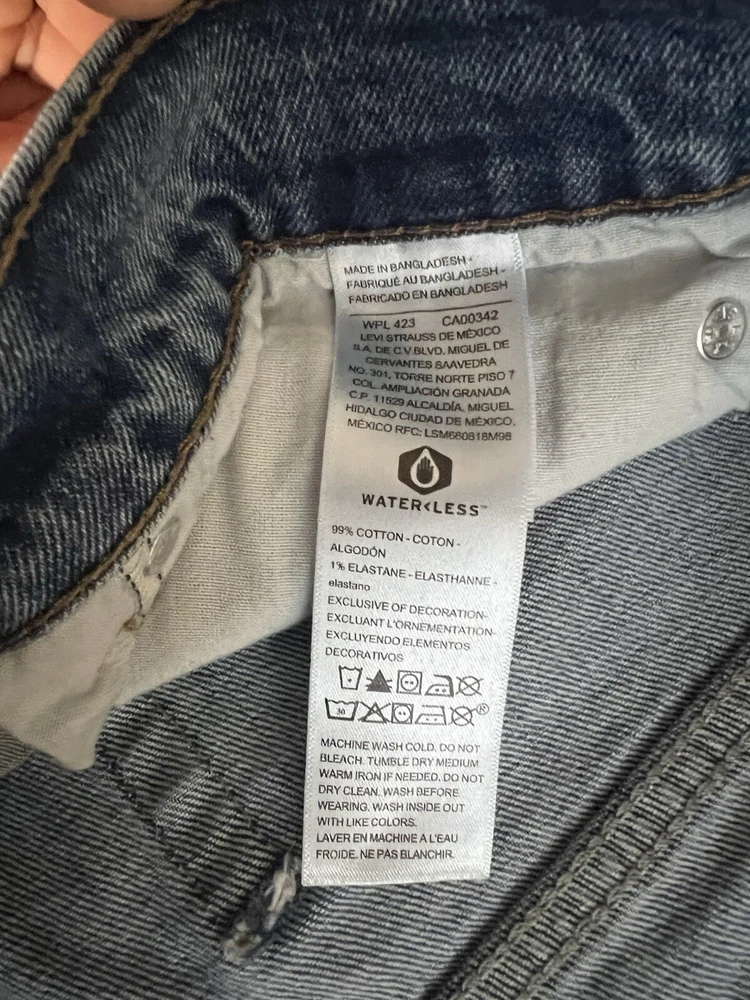 MADE IN BANGLADESH -
FABRIQUÉ AU BANGLADESH -
FABRICADO EN BANGLADESH
WPL 423 CA00342
LEVI STRAUSS DE MÉXICO
S.A. DE C.V.BLVD. MIGUEL DE
CERVANTES SAAVEDRA
NO. 301, TORRE NORTE PISO 7
COL. AMPLIACIÓN GRANADA
C.P. 11529 ALCALDÍA, MIGUEL
HIDALGO CIUDAD DE MÉXICO,
MÉXICO RFC: LSM680818M98
WATER<LESS™
99% COTTON - COTON -
ALGODÓN
1% ELASTANE - ELASTHANNE -
elastano
EXCLUSIVE OF DECORATION-
EXCLUANT L'ORNEMENTATION-
EXCLUYENDO ELEMENTOS
DECORATIVOS
30 ®
MACHINE WASH COLD. DO NOT
BLEACH. TUMBLE DRY MEDIUM
WARM IRON IF NEEDED. DO NOT
DRY CLEAN. WASH BEFORE
WEARING. WASH INSIDE OUT
WITH LIKE COLORS.
LAVER EN MACHINE A L'EAU
FROIDE. NE PAS BLANCHIR.